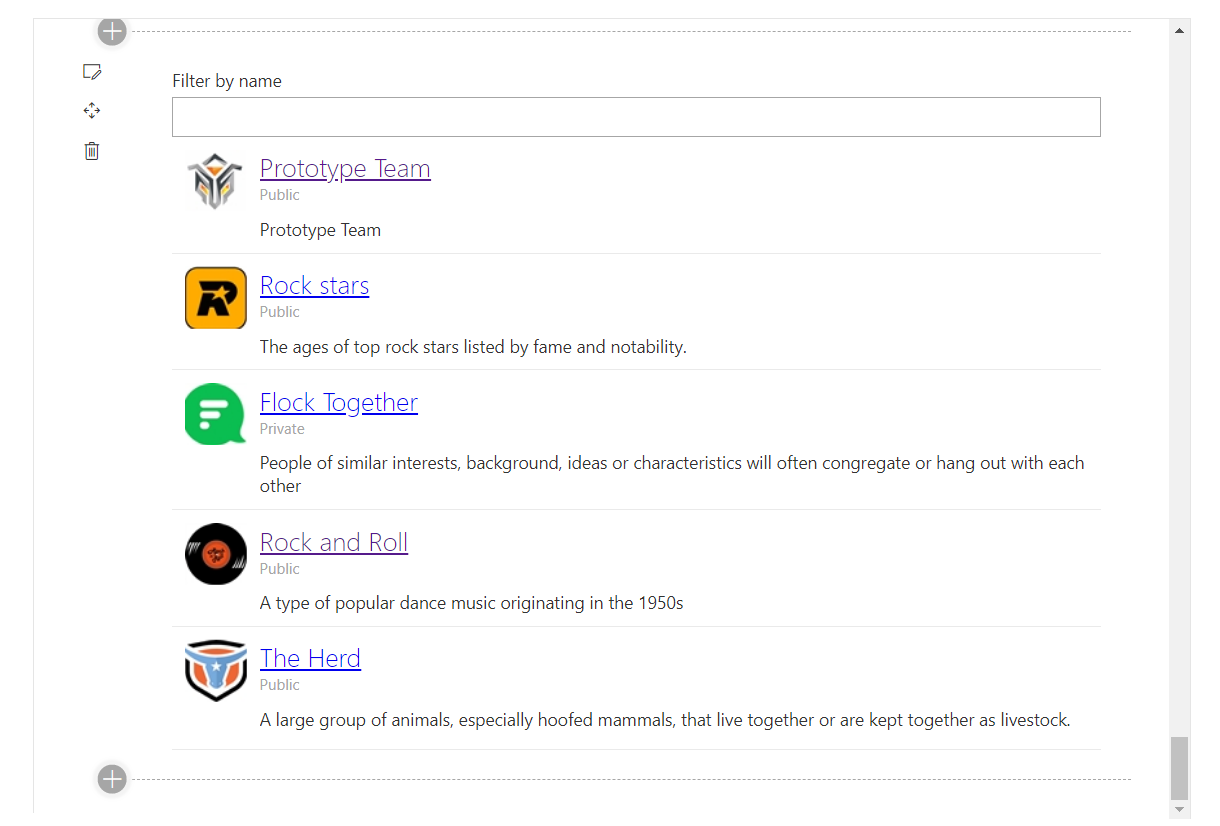 Filter by name
Prototype Team
Public
Prototype Team
Rock stars
Public
The ages of top rock stars listed by fame and notability.
Flock Together
Private
People of similar interests, background, ideas or characteristics will often congregate or hang out with each
other
Rock and Roll
Public
A type of popular dance music originating in the 1950s
The Herd
Public
A large group of animals, especially hoofed mammals, that live together or are kept together as livestock.